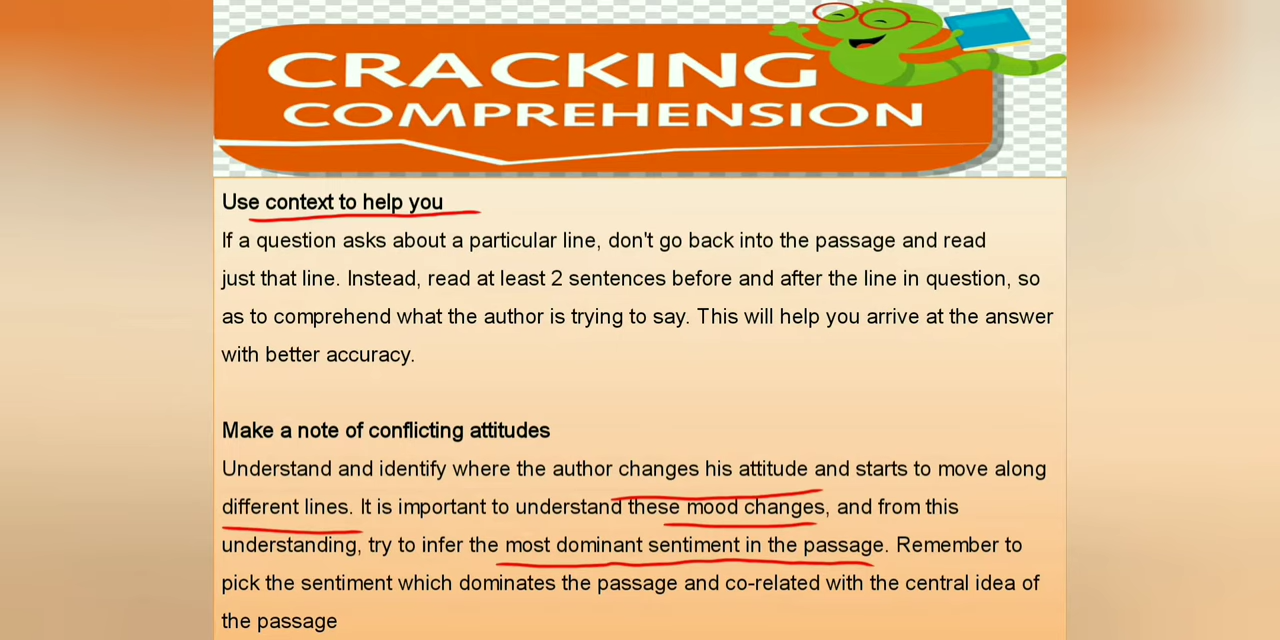 CRACKING
COMPREHENSION
Use context to help you
If a question asks about a particular line, don't go back into the passage and read
just that line. Instead, read at least 2 sentences before and after the line in question, so
as to comprehend what the author is trying to say. This will help you arrive at the answer
with better accuracy.
Make a note of conflicting attitudes
Understand and identify where the author changes his attitude and starts to move along
different lines. It is important to understand these mood changes, and from this
understanding, try to infer the most dominant sentiment in the passage. Remember to
pick the sentiment which dominates the passage and co-related with the central idea of
the passage